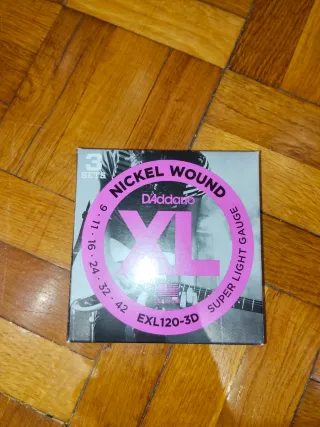 3
SETS
NICKEL WOUND
D'Addario
XL
9 · 11 · 16 · 24 · 32 · 42
EXL120-3D
SUPER LIGHT GAUGE